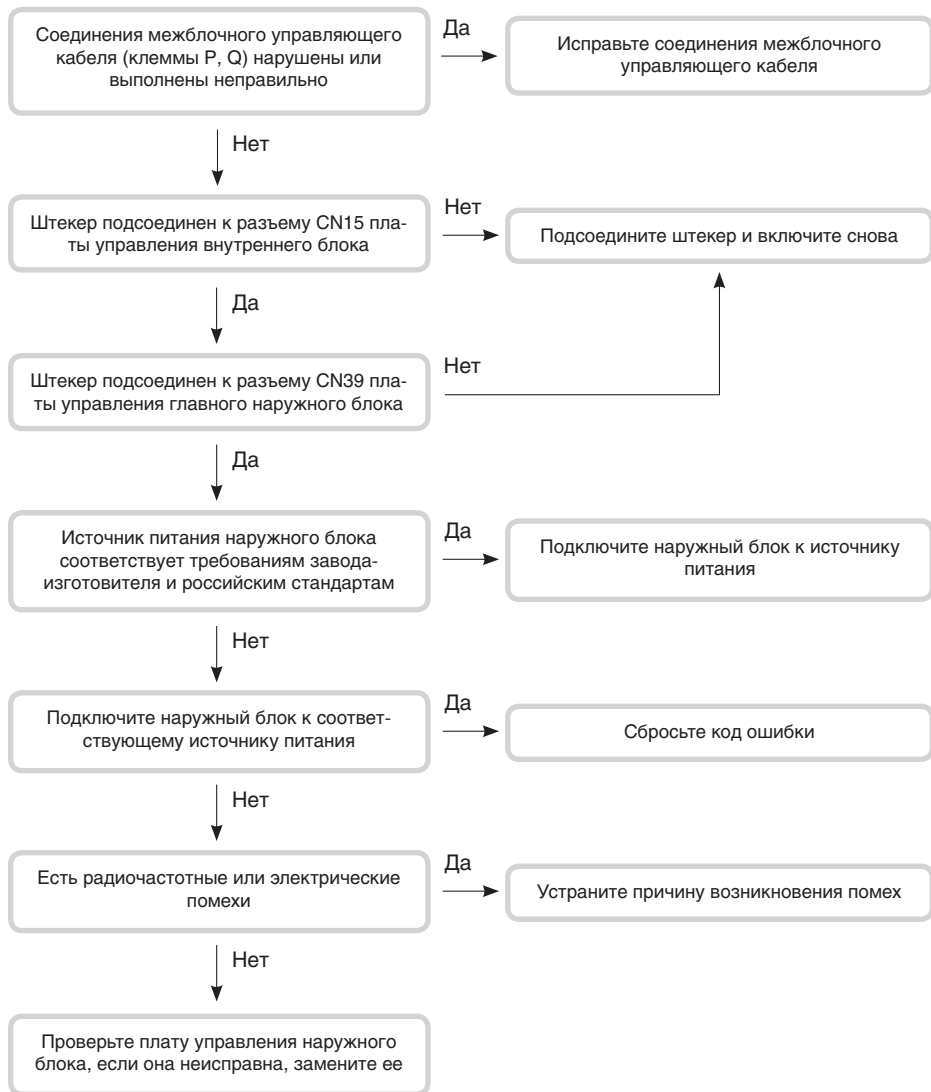 Соединения межблочного управляющего
кабеля (клеммы P, Q) нарушены или
выполнены неправильно
Да
Исправьте соединения межблочного
управляющего кабеля
Нет
Штекер подсоединен к разъему CN15 пла-
ты управления внутреннего блока
Нет
Подсоедините штекер и включите снова
Да
Штекер подсоединен к разъему CN39 пла-
ты управления главного наружного блока
Нет
Да
Источник питания наружного блока
соответствует требованиям завода-
изготовителя и российским стандартам
Да
Подключите наружный блок к источнику
питания
Нет
Подключите наружный блок к соответ-
ствующему источнику питания
Да
Сбросьте код ошибки
Нет
Есть радиочастотные или электрические
помехи
Да
Устраните причину возникновения помех
Нет
Проверьте плату управления наружного
блока, если она неисправна, замените ее